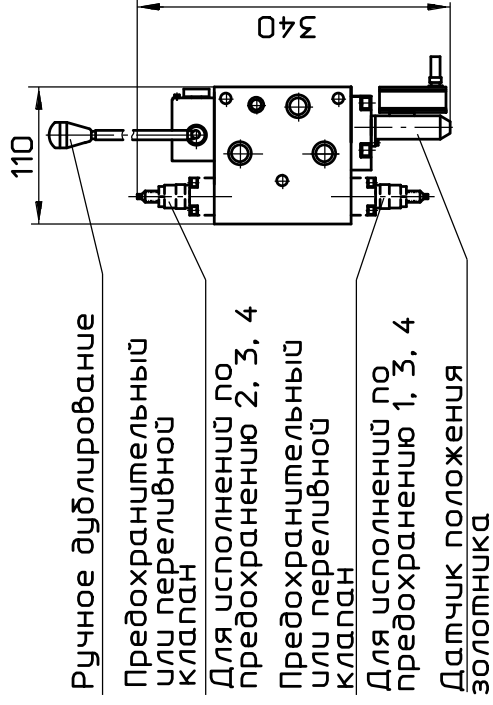 340
110
Ручное дублирование
Предохранительный
или переливной
клапан
Для исполнений по
предохранению 2, 3, 4
Предохранительный
или переливной
клапан
Для исполнений по
предохранению 1, 3, 4
Датчик положения
золотника